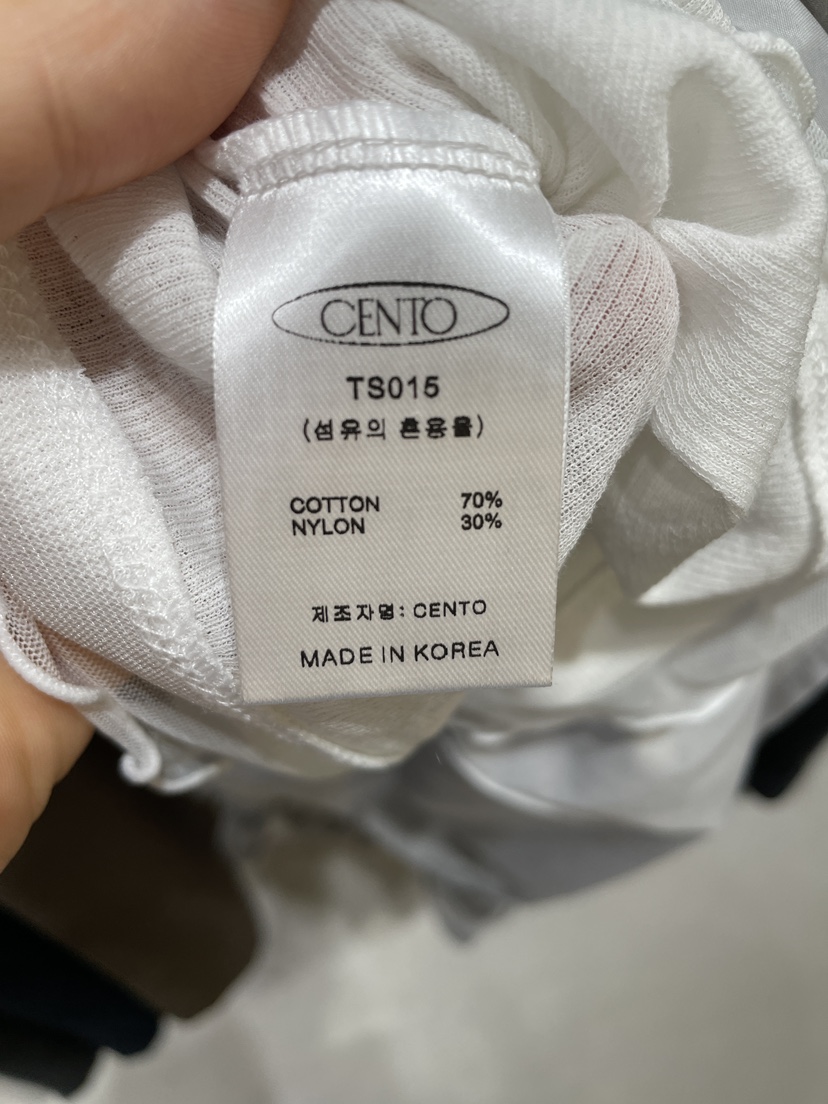 CENTO
TS015
(섬유의 혼용율)
COTTON 70%
NYLON 30%
제조자명: CENTO
MADE IN KOREA